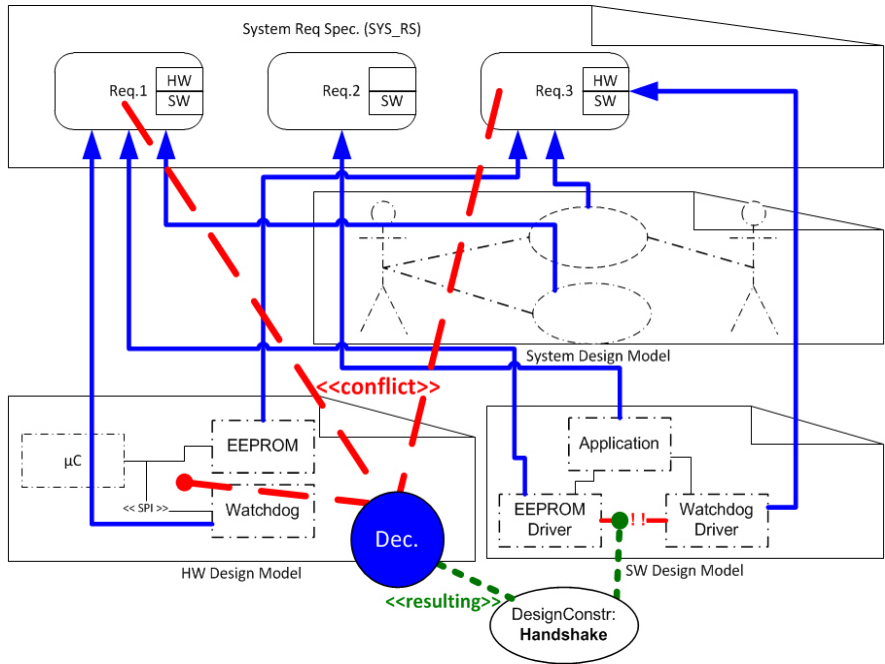 System Req Spec. (SYS_RS)
Req.1
HW
SW
Req.2
SW
Req.3
HW
SW
System Design Model
<<conflict>>
µC
EEPROM
<< SPI >>
Watchdog
HW Design Model
Dec.
Application
EEPROM
Driver
! !
Watchdog
Driver
SW Design Model
<<resulting>>
DesignConstr:
Handshake